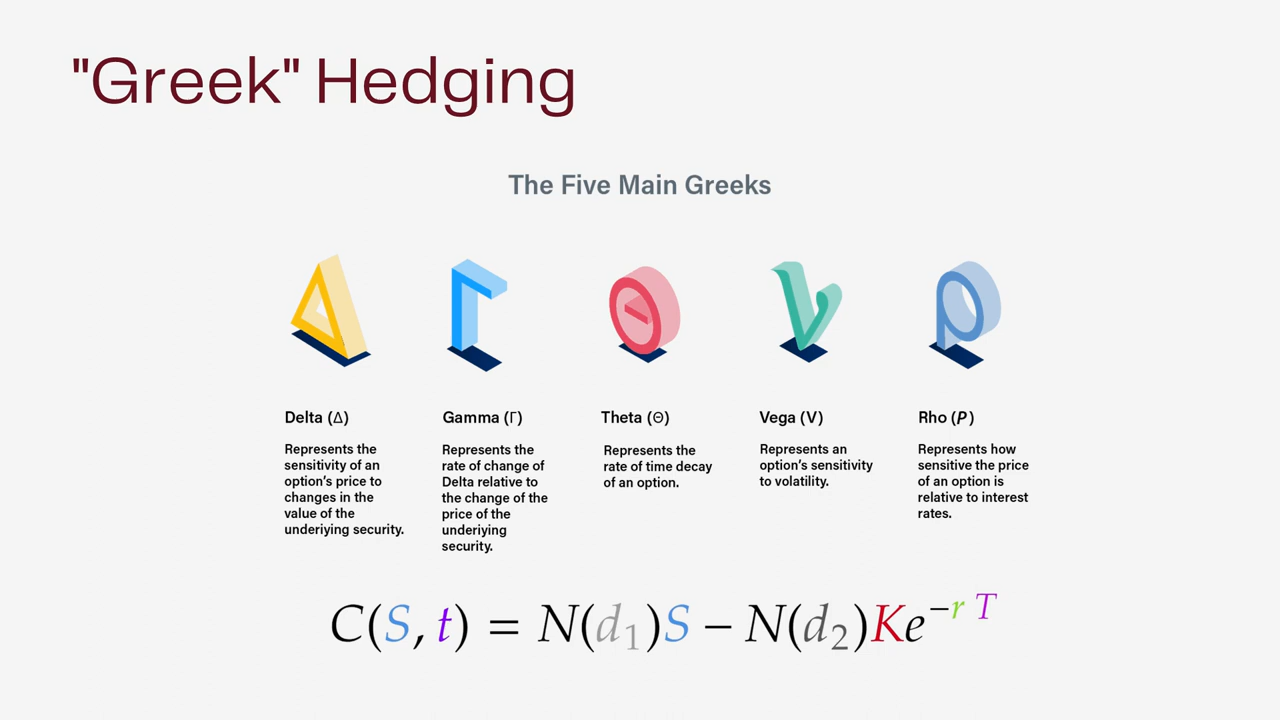 "Greek" Hedging
The Five Main Greeks
Δ
Γ
Θ
ν
ρ
Delta (Δ)
Represents the
sensitivity of an
option's price to
changes in the
value of the
underiying security.
Gamma (Γ)
Represents the
rate of change of
Delta relative to
the change of the
price of the
underiying
security.
Theta (Θ)
Represents the
rate of time decay
of an option.
Vega (V)
Represents an
option's sensitivity
to volatility.
Rho (P)
Represents how
sensitive the price
of an option is
relative to interest
rates.
C(S, t) = N(d₁)S − N(d₂)Ke^{−r T}